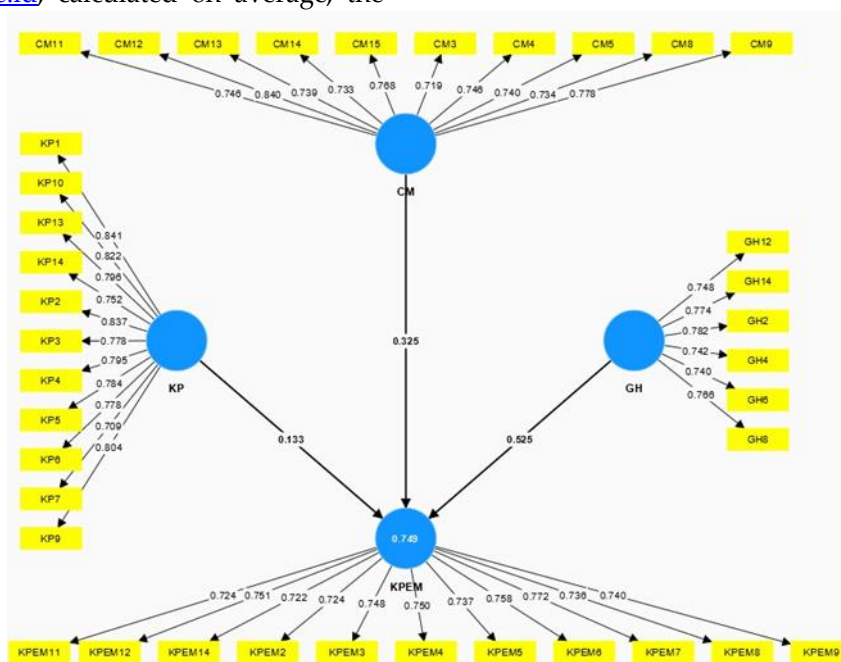 e.id, calculated on average, the
CM11 CM12 CM13 CM14 CM15 CM3 CM4 CM5 CM8 CM9
0.746 0.840 0.739 0.733 0.768 0.719 0.746 0.740 0.734 0.778
CM
KP1
KP10
KP13
KP14
KP2
KP3
KP4
KP5
KP6
KP7
KP9
0.841
0.822
0.796
0.752
0.837
0.778
0.795
0.784
0.778
0.709
0.804
KP
0.325
GH12
GH14
GH2
GH4
GH6
GH8
0.748
0.774
0.782
0.742
0.740
0.766
GH
0.133
0.525
0.749
KPEM
0.724 0.751 0.722 0.724 0.748 0.750 0.737 0.758 0.772 0.736 0.740
KPEM11 KPEM12 KPEM14 KPEM2 KPEM3 KPEM4 KPEM5 KPEM6 KPEM7 KPEM8 KPEM9